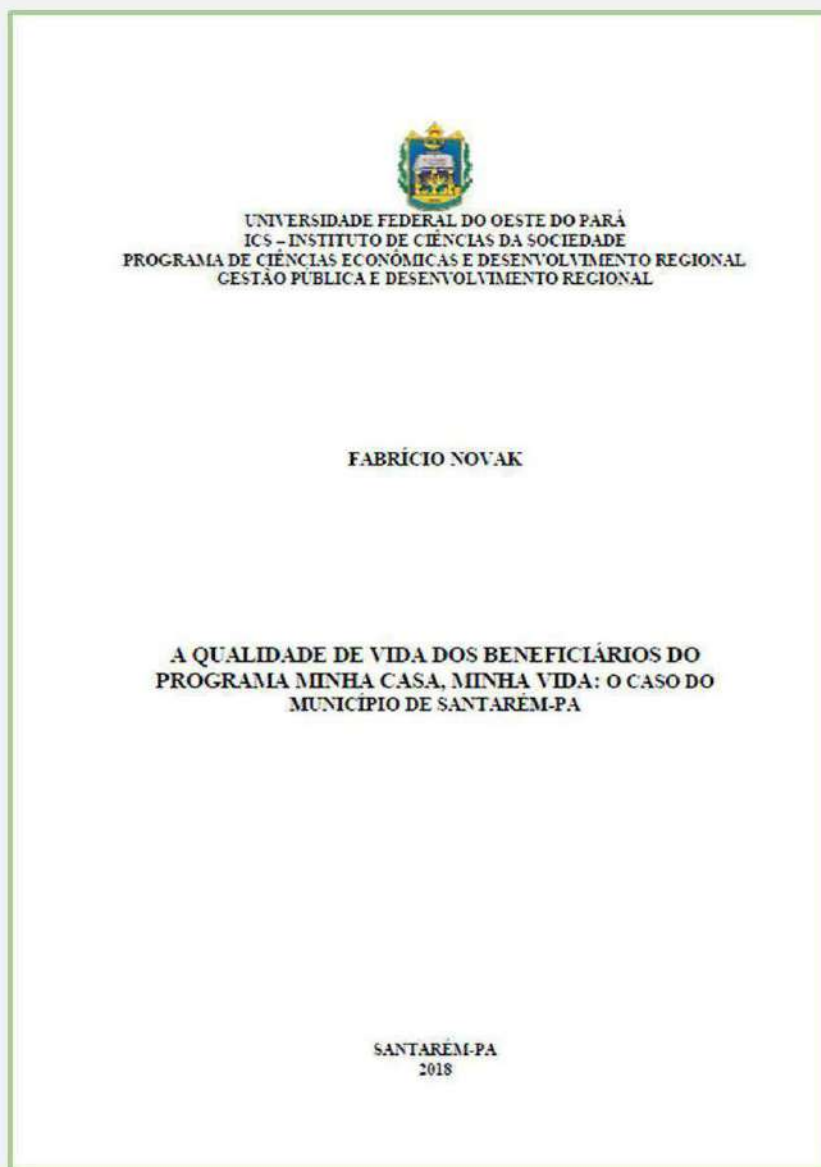 UNIVERSIDADE FEDERAL DO OESTE DO PARÁ
ICS – INSTITUTO DE CIÊNCIAS DA SOCIEDADE
PROGRAMA DE CIÊNCIAS ECONÔMICAS E DESENVOLVIMENTO REGIONAL
GESTÃO PÚBLICA E DESENVOLVIMENTO REGIONAL
FABRÍCIO NOVAK
A QUALIDADE DE VIDA DOS BENEFICIÁRIOS DO
PROGRAMA MINHA CASA, MINHA VIDA: O CASO DO
MUNICÍPIO DE SANTARÉM-PA
SANTARÉM-PA
2018